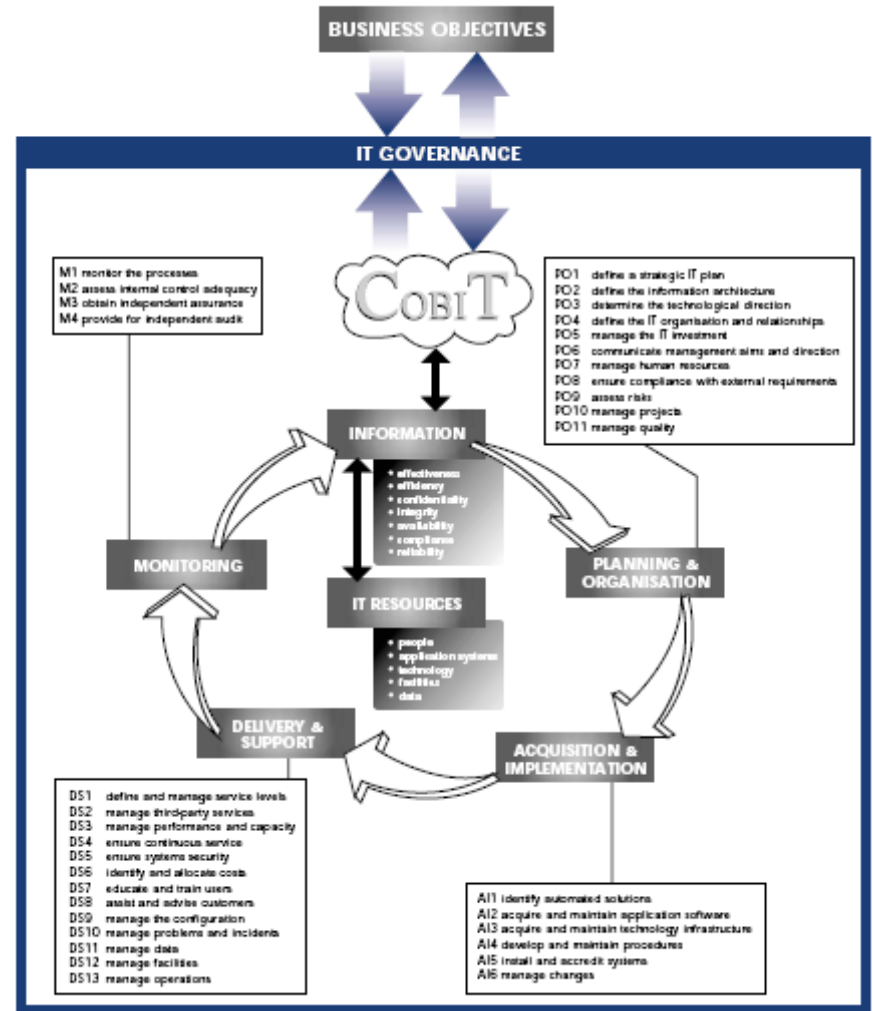 BUSINESS OBJECTIVES
IT GOVERNANCE
COBIT
M1 monitor the processes
M2 assess internal control adequacy
M3 obtain independent assurance
M4 provide for independent audit
PO1 define a strategic IT plan
PO2 define the information architecture
PO3 determine the technological direction
PO4 define the IT organisation and relationships
PO5 manage the IT investment
PO6 communicate management aims and direction
PO7 manage human resources
PO8 ensure compliance with external requirements
PO9 assess risks
PO10 manage projects
PO11 manage quality
INFORMATION
• effectiveness
• efficiency
• confidentiality
• integrity
• availability
• compliance
• reliability
MONITORING
PLANNING &
ORGANISATION
IT RESOURCES
• people
• application systems
• technology
• facilities
• data
DELIVERY &
SUPPORT
ACQUISITION &
IMPLEMENTATION
DS1 define and manage service levels
DS2 manage third-party services
DS3 manage performance and capacity
DS4 ensure continuous service
DS5 ensure systems security
DS6 identify and allocate costs
DS7 educate and train users
DS8 assist and advise customers
DS9 manage the configuration
DS10 manage problems and incidents
DS11 manage data
DS12 manage facilities
DS13 manage operations
AI1 identify automated solutions
AI2 acquire and maintain application software
AI3 acquire and maintain technology infrastructure
AI4 develop and maintain procedures
AI5 install and accredit systems
AI6 manage changes